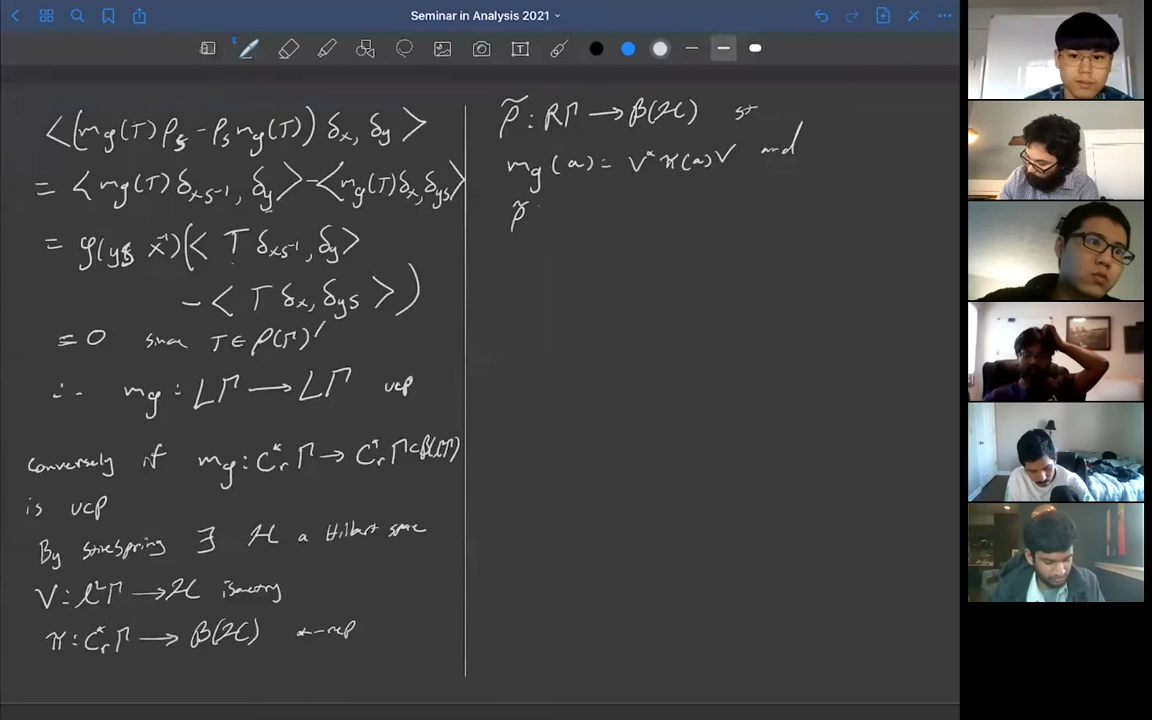 Seminar in Analysis 2021
⟨(m_φ(T) ρ_s − ρ_s m_φ(T)) δ_x, δ_y⟩
= ⟨m_φ(T) δ_{xs⁻¹}, δ_y⟩ − ⟨m_φ(T) δ_x, δ_{ys}⟩
= φ(ys x⁻¹)(⟨T δ_{xs⁻¹}, δ_y⟩
− ⟨T δ_x, δ_{ys}⟩)
= 0 since T ∈ ρ(Γ)′
∴ m_φ : LΓ → LΓ ucp
Conversely if m_φ : C*_r Γ → C*_r Γ ⊂ B(ℓ²Γ)
is ucp
By Stinespring ∃ ℋ a Hilbert space
V : ℓ²Γ → ℋ isometry
π : C*_r Γ → B(ℋ) *-rep
ρ̃ : RΓ → B(ℋ) st
m_φ(a) = V* π(a) V and
ρ̃